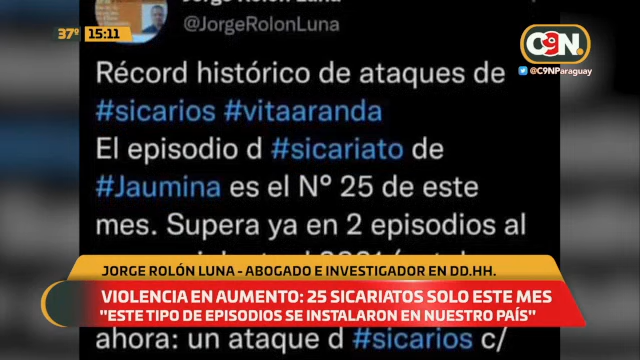 37º 15:11
@JorgeRolonLuna
C9N
@C9NParaguay
Récord histórico de ataques de
#sicarios #vitaaranda
El episodio d #sicariato de
#Jaumina es el N° 25 de este
mes. Supera ya en 2 episodios al
JORGE ROLÓN LUNA - ABOGADO E INVESTIGADOR EN DD.HH.
VIOLENCIA EN AUMENTO: 25 SICARIATOS SOLO ESTE MES
"ESTE TIPO DE EPISODIOS SE INSTALARON EN NUESTRO PAÍS"
ahora: un ataque d #sicarios c/